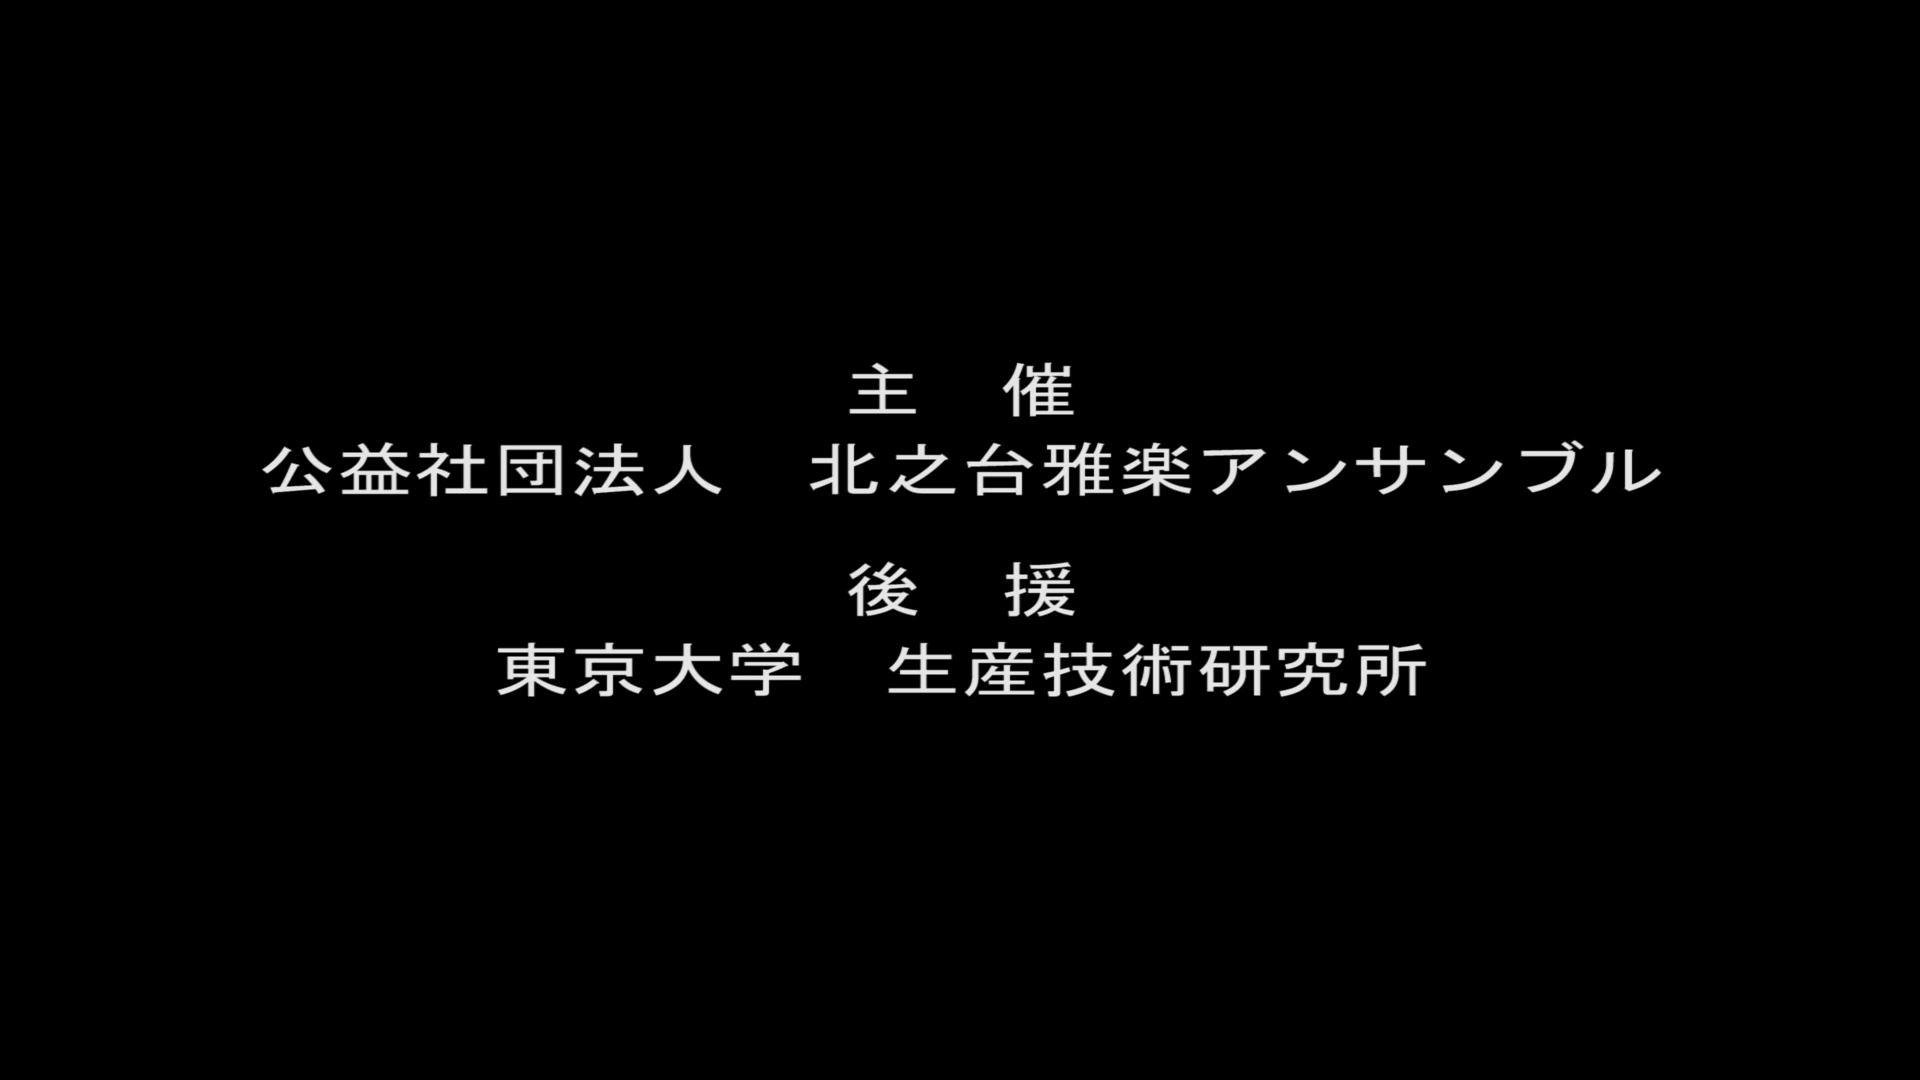 主　催
公益社団法人　北之台雅楽アンサンブル
後　援
東京大学　生産技術研究所